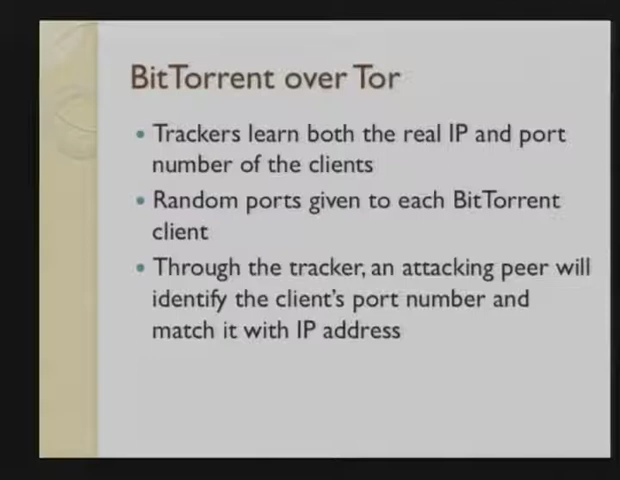 BitTorrent over Tor
• Trackers learn both the real IP and port
number of the clients
• Random ports given to each BitTorrent
client
• Through the tracker, an attacking peer will
identify the client's port number and
match it with IP address